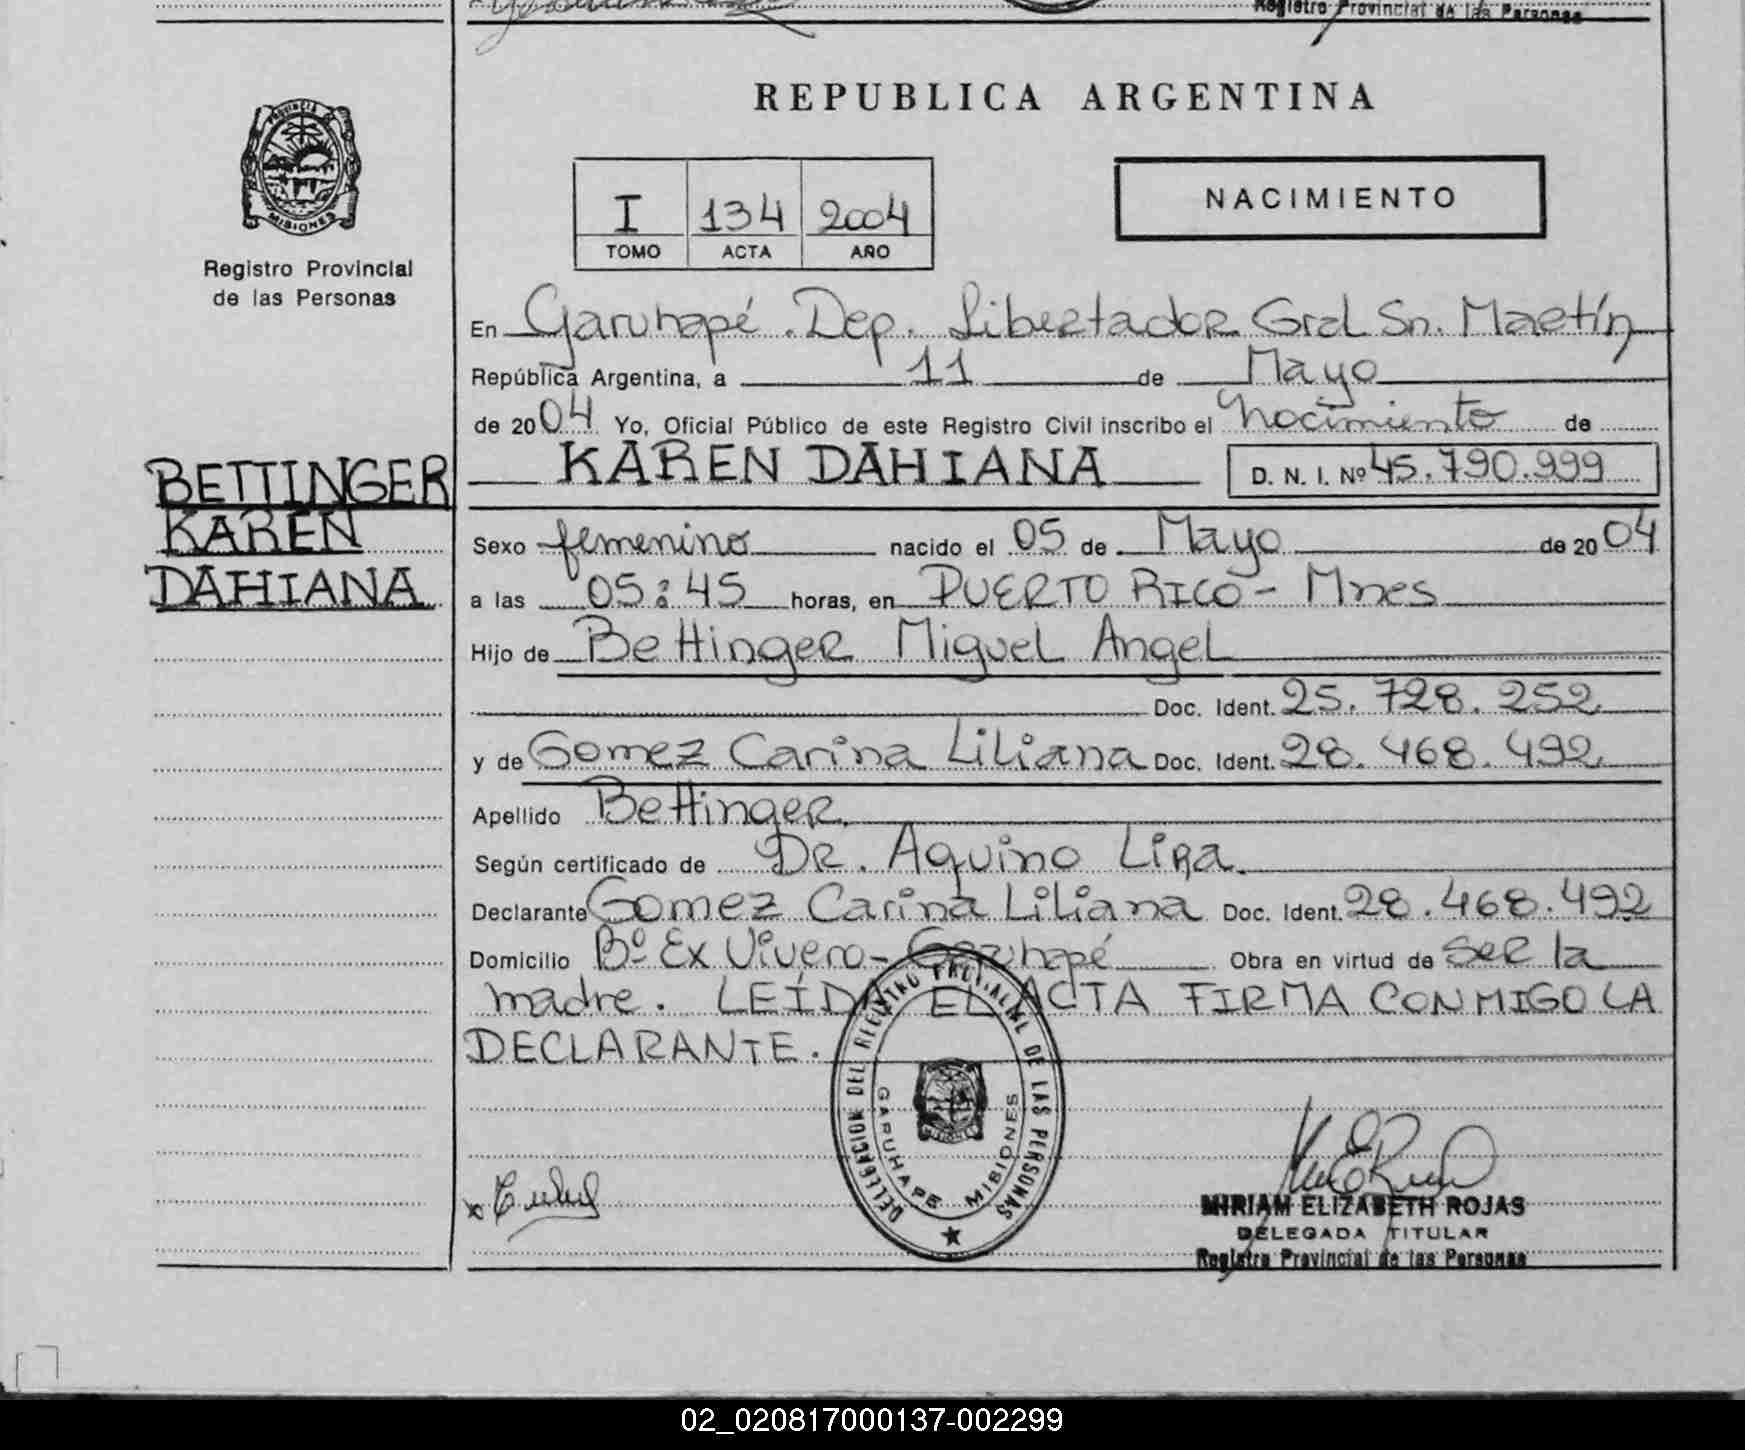 Registro Provincial de las Personas
REPUBLICA ARGENTINA
PROVINCIA DE
MISIONES
Registro Provincial
de las Personas
I 134 2004
TOMO ACTA AÑO
NACIMIENTO
En Garuhapé. Dep. Libertador Gral Sn. Martín
República Argentina, a 11 de Mayo
de 2004 Yo, Oficial Público de este Registro Civil inscribo el Nacimiento de
KAREN DAHIANA D. N. I. Nº 45.790.999
BETTINGER
KAREN
DAHIANA
Sexo femenino nacido el 05 de Mayo de 2004
a las 05:45 horas, en PUERTO RICO - Mnes
Hijo de Bettinger Miguel Angel
Doc. Ident. 25.728.252
y de Gomez Carina Liliana Doc. Ident. 28.468.492
Apellido Bettinger.
Según certificado de DR. Aquino Lira.
Declarante Gomez Carina Liliana Doc. Ident. 28.468.492
Domicilio Bº Ex Vivero - Garuhapé Obra en virtud de ser la
madre. LEÍDA EL ACTA FIRMA CONMIGO LA
DECLARANTE.
DELEGACION DEL REGISTRO PROVINCIAL DE LAS PERSONAS
GARUHAPE MISIONES
MIRIAM ELIZABETH ROJAS
DELEGADA TITULAR
Registro Provincial de las Personas
02_020817000137-002299